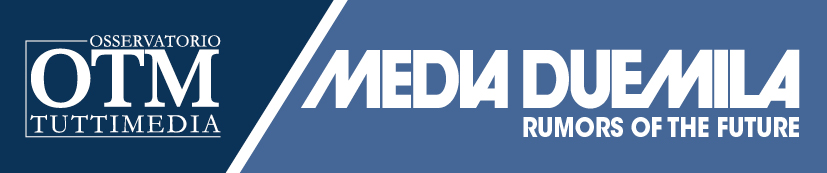 OSSERVATORIO
OTM
TUTTIMEDIA
MEDIA DUEMILA
RUMORS OF THE FUTURE